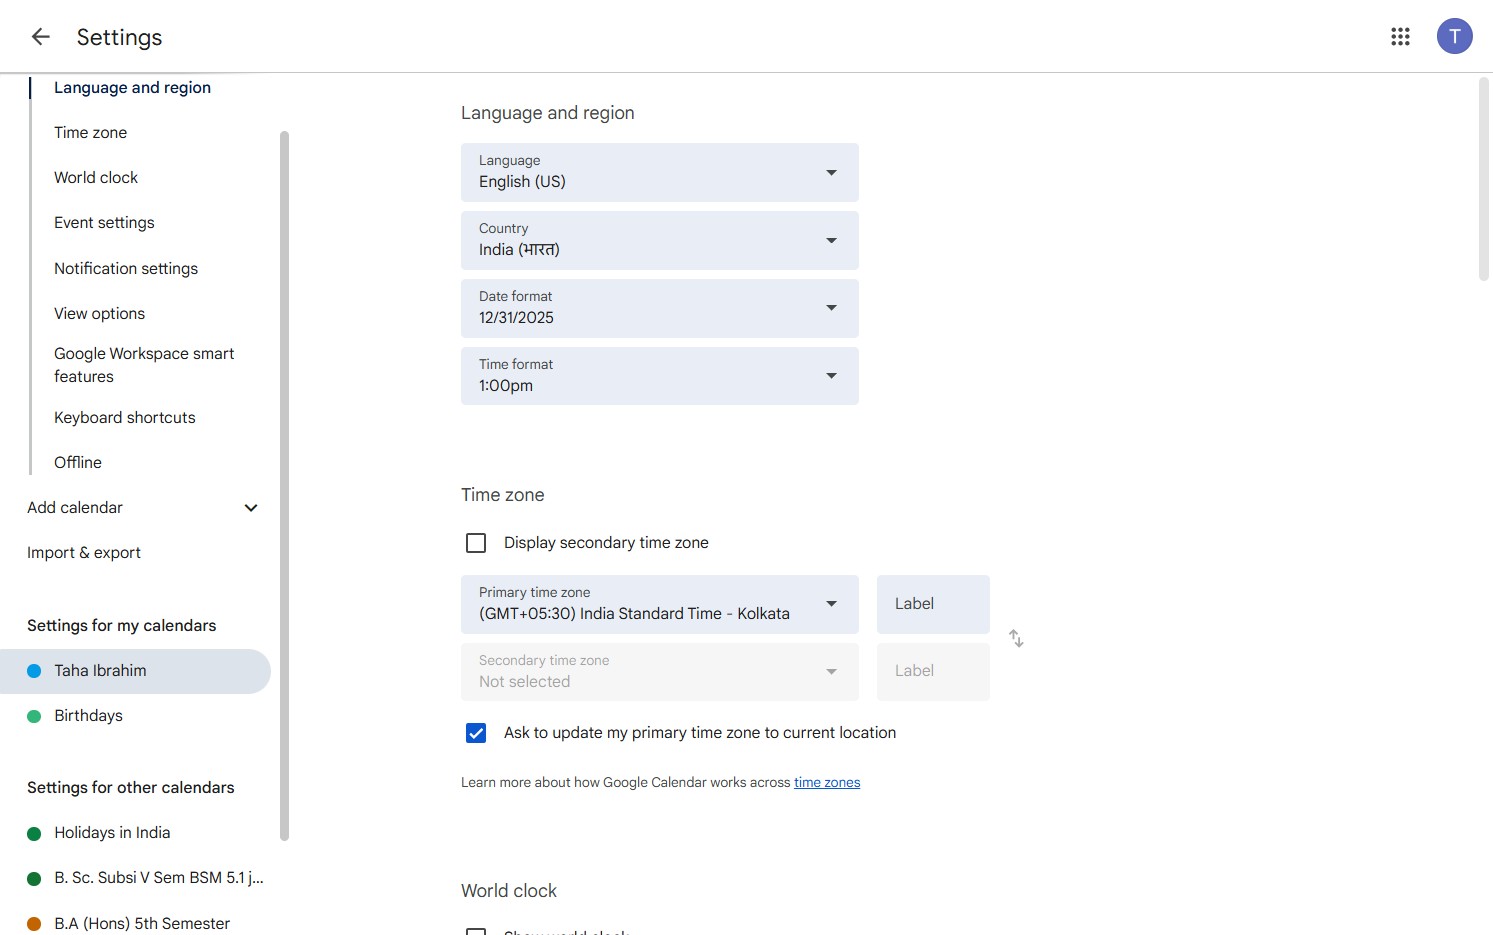 Settings
T
Language and region
Time zone
World clock
Event settings
Notification settings
View options
Google Workspace smart
features
Keyboard shortcuts
Offline
Add calendar
Import & export
Settings for my calendars
Taha Ibrahim
Birthdays
Settings for other calendars
Holidays in India
B. Sc. Subsi V Sem BSM 5.1 j...
B.A (Hons) 5th Semester
Language and region
Language
English (US)
Country
India (भारत)
Date format
12/31/2025
Time format
1:00pm
Time zone
Display secondary time zone
Primary time zone
(GMT+05:30) India Standard Time - Kolkata
Label
Secondary time zone
Not selected
Label
Ask to update my primary time zone to current location
Learn more about how Google Calendar works across time zones
World clock
Show world clock